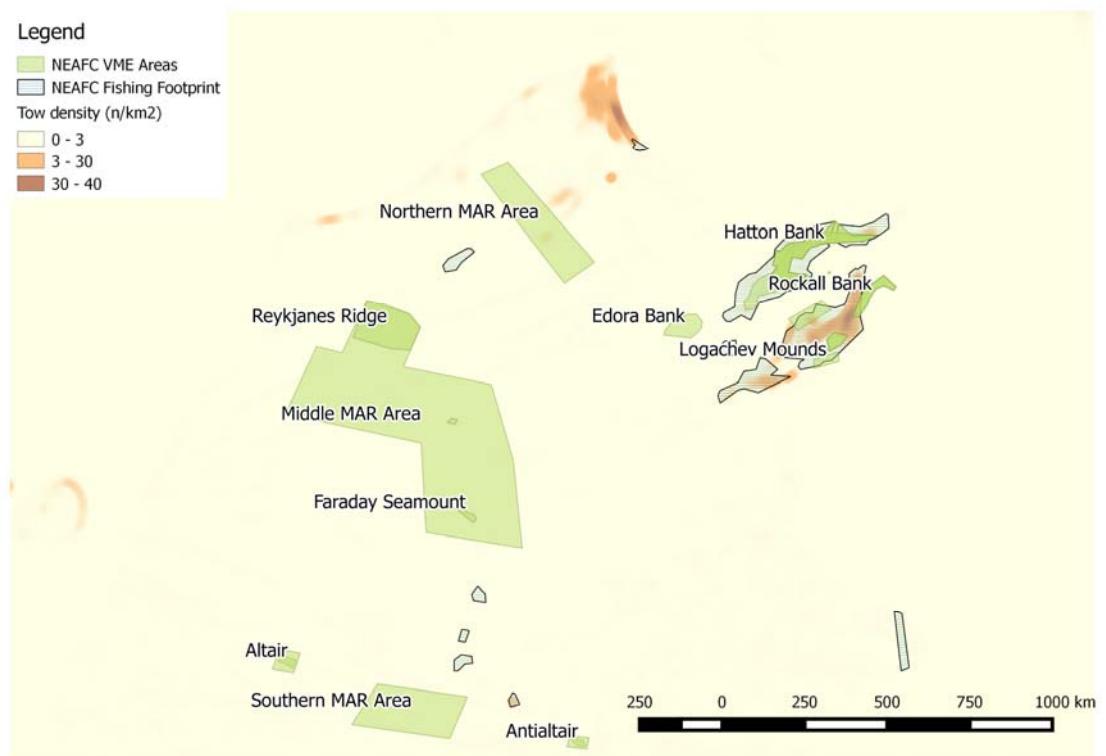 Legend
NEAFC VME Areas
NEAFC Fishing Footprint
Tow density (n/km2)
0 - 3
3 - 30
30 - 40
Northern MAR Area
Hatton Bank
Rockall Bank
Reykjanes Ridge
Edora Bank
Logachev Mounds
Middle MAR Area
Faraday Seamount
Altair
Southern MAR Area
Antialtair
250 0 250 500 750 1000 km